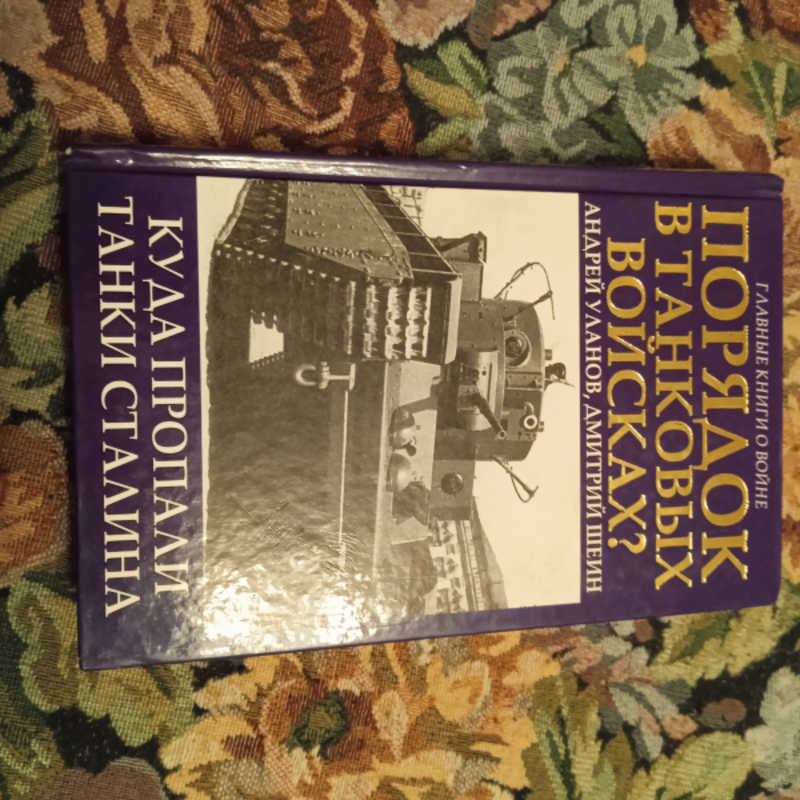 ГЛАВНЫЕ КНИГИ О ВОЙНЕ
ПОРЯДОК
В ТАНКОВЫХ
ВОЙСКАХ?
АНДРЕЙ УЛАНОВ, ДМИТРИЙ ШЕИН
КУДА ПРОПАЛИ
ТАНКИ СТАЛИНА